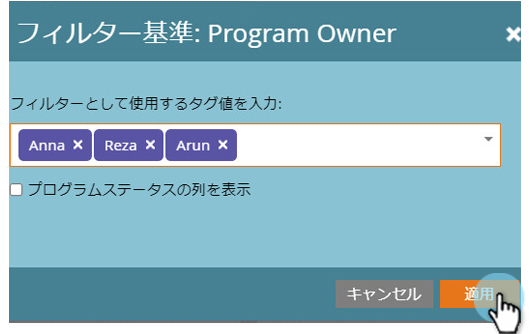 フィルター基準: Program Owner
フィルターとして使用するタグ値を入力:
Anna × Reza × Arun ×
プログラムステータスの列を表示
キャンセル 適用